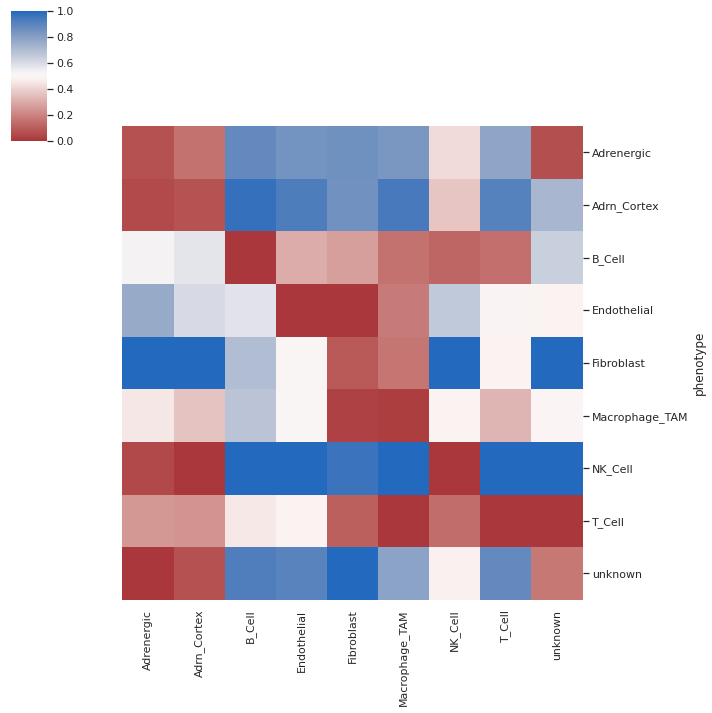 1.0
0.8
0.6
0.4
0.2
0.0
Adrenergic
Adrn_Cortex
B_Cell
Endothelial
Fibroblast
Macrophage_TAM
NK_Cell
T_Cell
unknown
phenotype
Adrenergic
Adrn_Cortex
B_Cell
Endothelial
Fibroblast
Macrophage_TAM
NK_Cell
T_Cell
unknown